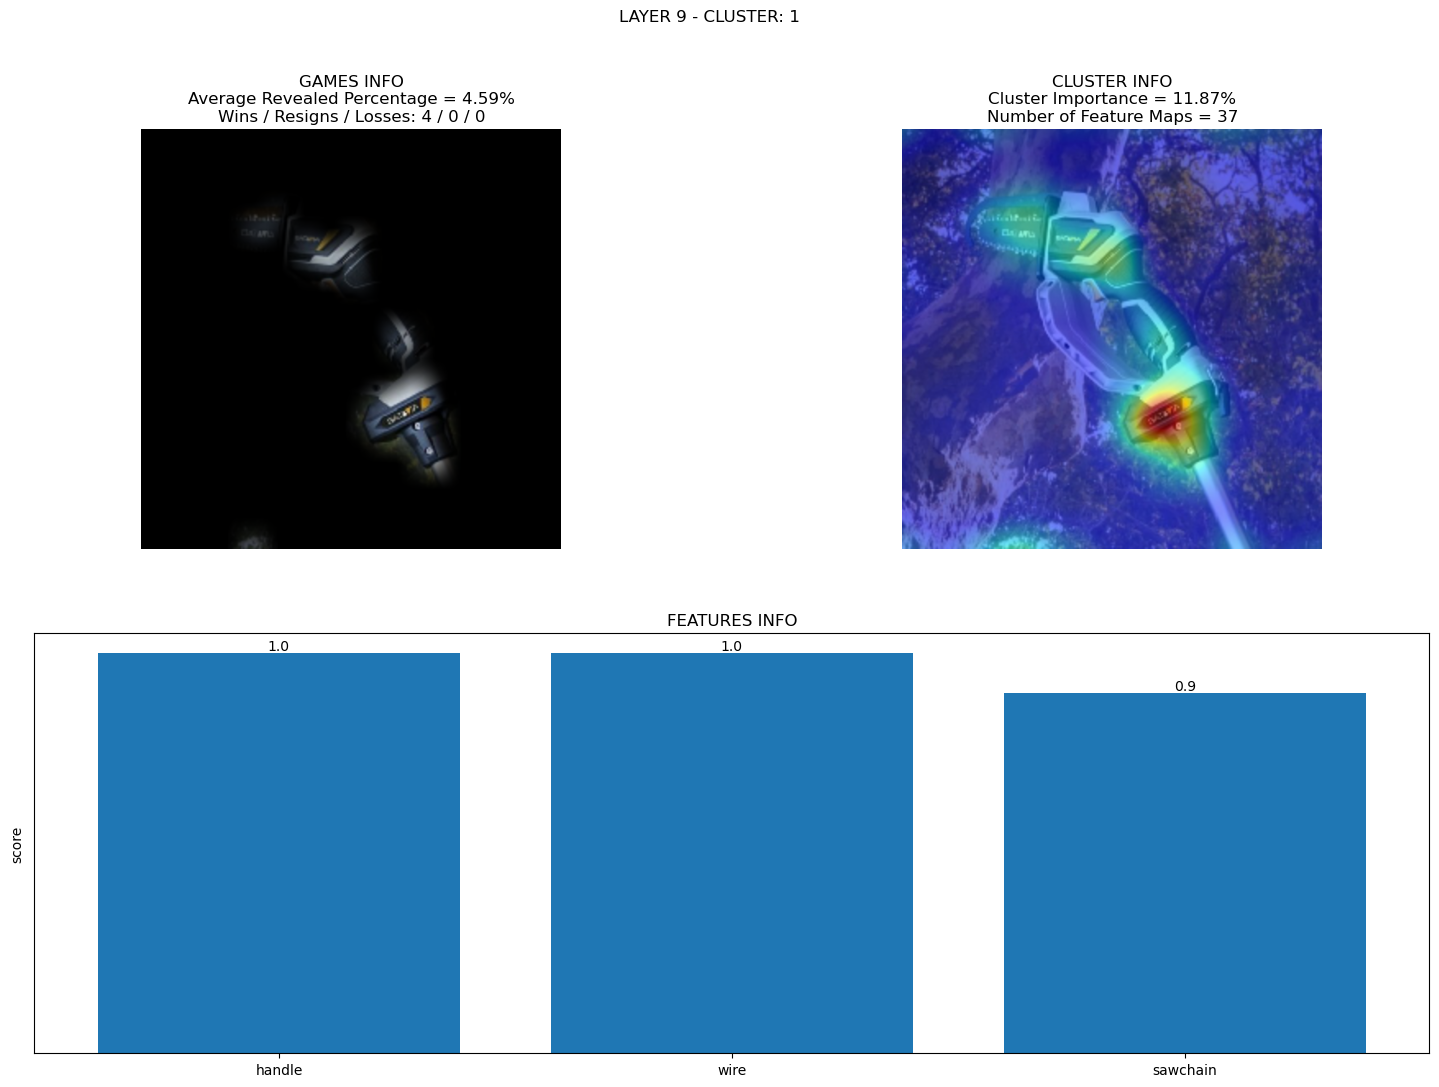 LAYER 9 - CLUSTER: 1
GAMES INFO
Average Revealed Percentage = 4.59%
Wins / Resigns / Losses: 4 / 0 / 0
CLUSTER INFO
Cluster Importance = 11.87%
Number of Feature Maps = 37
FEATURES INFO
score
1.0
1.0
0.9
handle
wire
sawchain